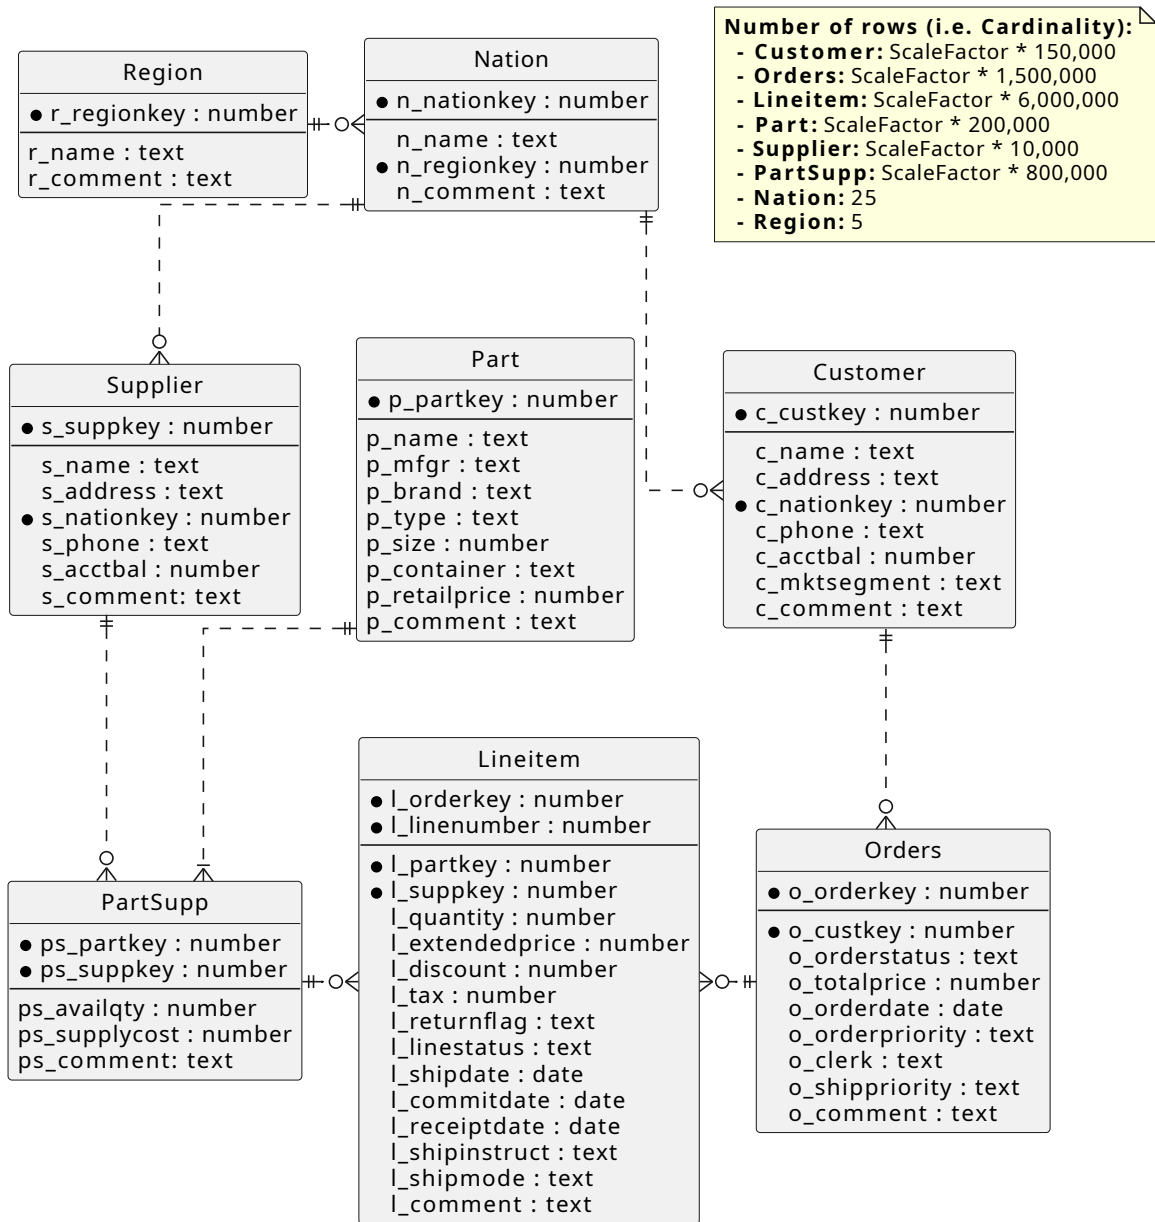 Number of rows (i.e. Cardinality):
- Customer: ScaleFactor * 150,000
- Orders: ScaleFactor * 1,500,000
- Lineitem: ScaleFactor * 6,000,000
- Part: ScaleFactor * 200,000
- Supplier: ScaleFactor * 10,000
- PartSupp: ScaleFactor * 800,000
- Nation: 25
- Region: 5
Region
r_regionkey : number
r_name : text
r_comment : text
Nation
n_nationkey : number
n_name : text
n_regionkey : number
n_comment : text
Supplier
s_suppkey : number
s_name : text
s_address : text
s_nationkey : number
s_phone : text
s_acctbal : number
s_comment: text
Part
p_partkey : number
p_name : text
p_mfgr : text
p_brand : text
p_type : text
p_size : number
p_container : text
p_retailprice : number
p_comment : text
Customer
c_custkey : number
c_name : text
c_address : text
c_nationkey : number
c_phone : text
c_acctbal : number
c_mktsegment : text
c_comment : text
PartSupp
ps_partkey : number
ps_suppkey : number
ps_availqty : number
ps_supplycost : number
ps_comment: text
Lineitem
l_orderkey : number
l_linenumber : number
l_partkey : number
l_suppkey : number
l_quantity : number
l_extendedprice : number
l_discount : number
l_tax : number
l_returnflag : text
l_linestatus : text
l_shipdate : date
l_commitdate : date
l_receiptdate : date
l_shipinstruct : text
l_shipmode : text
l_comment : text
Orders
o_orderkey : number
o_custkey : number
o_orderstatus : text
o_totalprice : number
o_orderdate : date
o_orderpriority : text
o_clerk : text
o_shippriority : text
o_comment : text